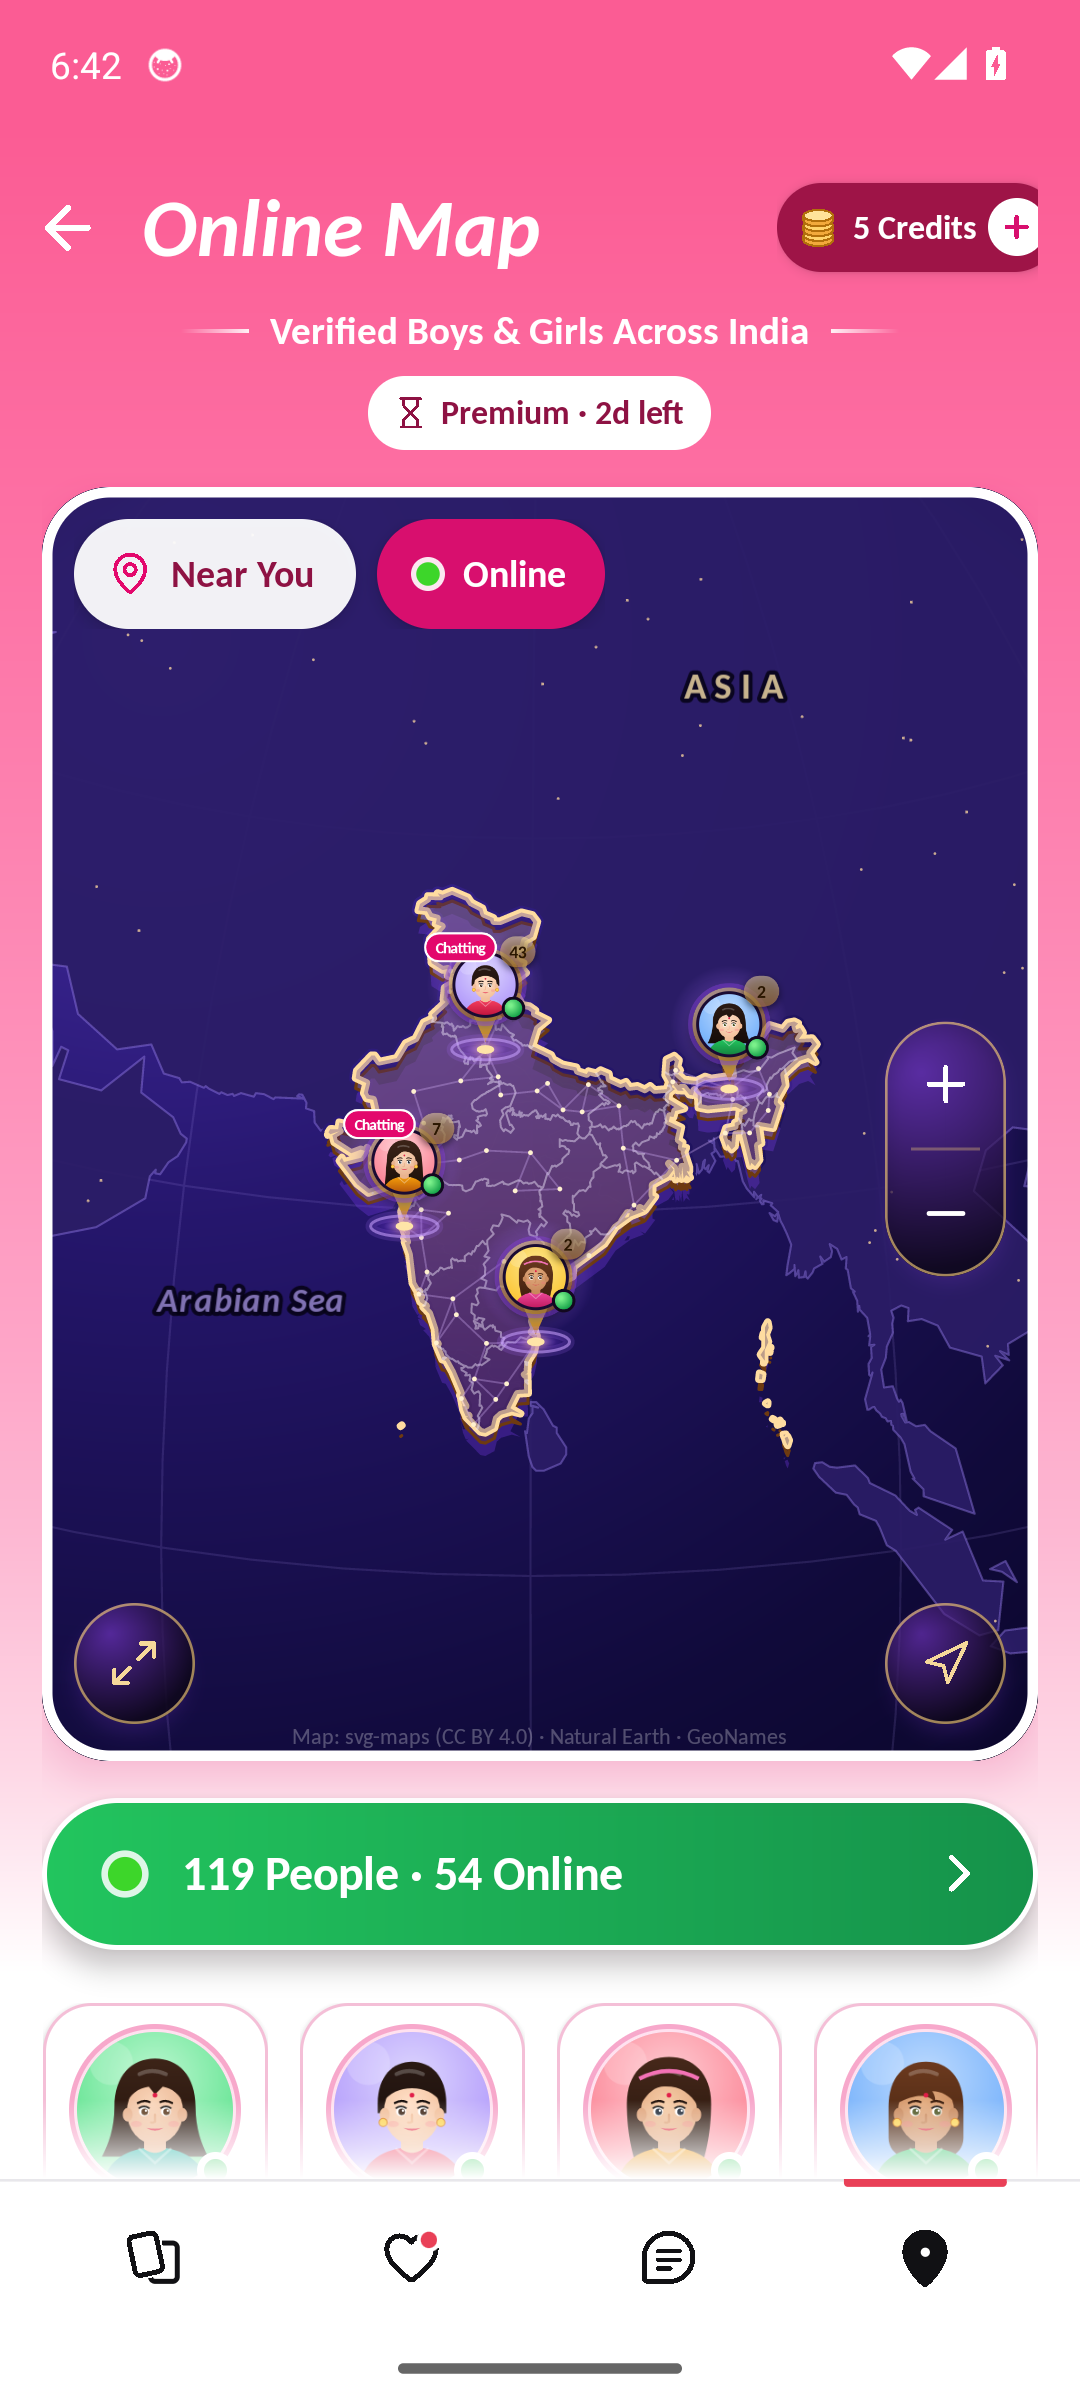 6:42
Online Map
5 Credits
Verified Boys & Girls Across India
Premium · 2d left
Near You
Online
ASIA
Chatting
43
2
Chatting
7
2
Arabian Sea
Map: svg-maps (CC BY 4.0) · Natural Earth · GeoNames
119 People · 54 Online